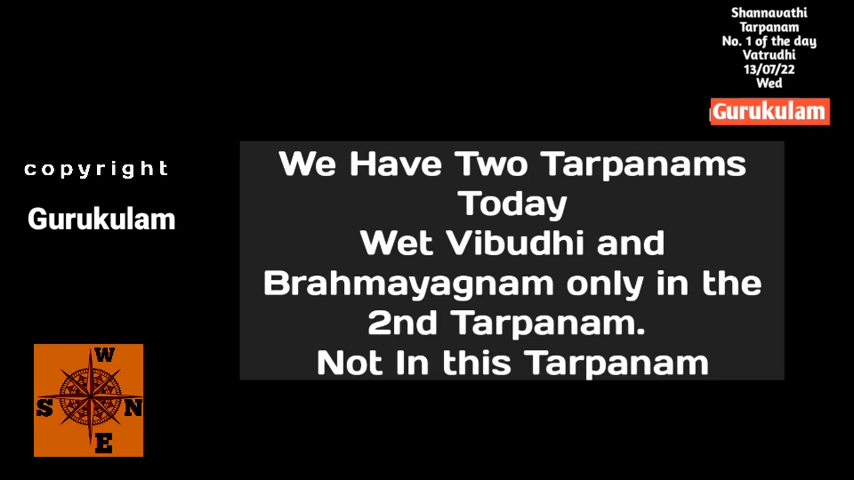 Shannavathi
Tarpanam
No. 1 of the day
Vatrudhi
13/07/22
Wed
Gurukulam
copyright
Gurukulam
We Have Two Tarpanams
Today
Wet Vibudhi and
Brahmayagnam only in the
2nd Tarpanam.
Not In this Tarpanam
W
S N
E